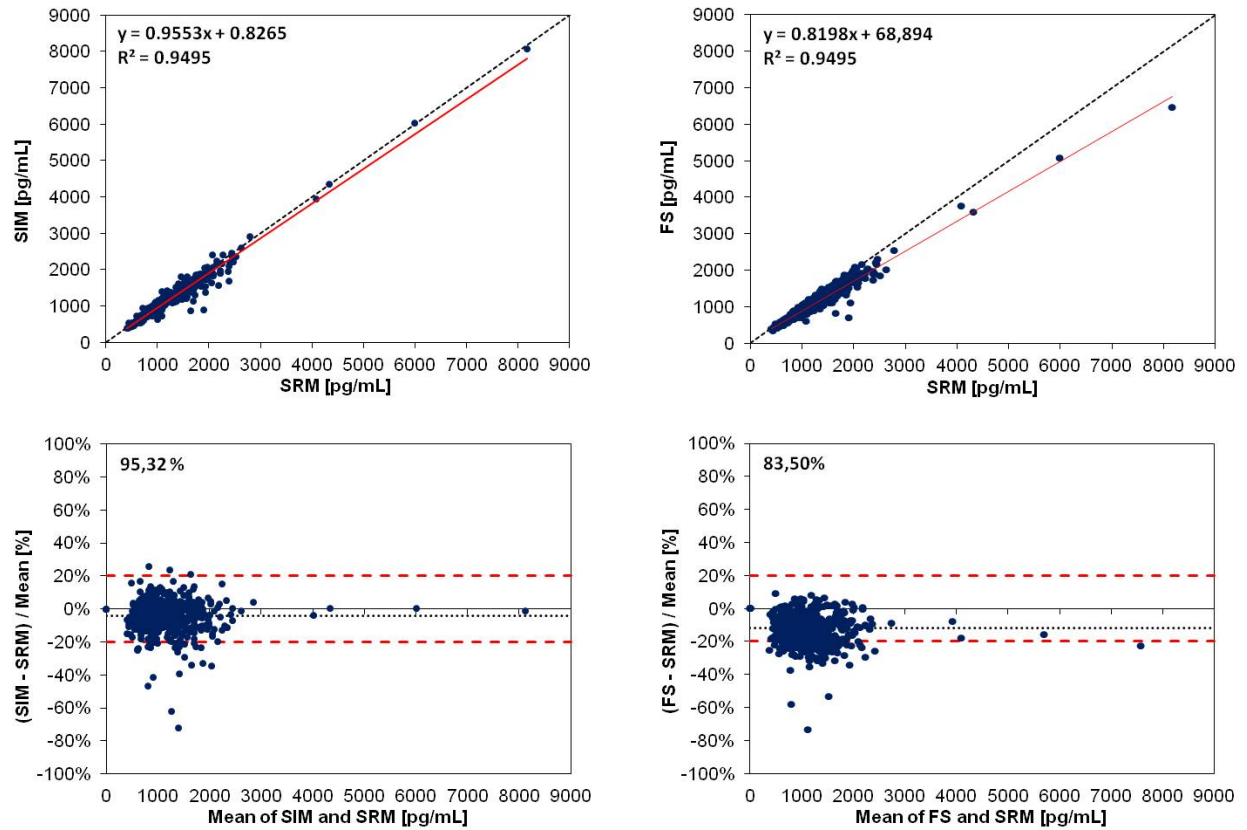 9000
8000
7000
6000
5000
4000
3000
2000
1000
0
SIM [pg/mL]
y = 0.9553x + 0.8265
R² = 0.9495
0 1000 2000 3000 4000 5000 6000 7000 8000 9000
SRM [pg/mL]
9000
8000
7000
6000
5000
4000
3000
2000
1000
0
FS [pg/mL]
y = 0.8198x + 68,894
R² = 0.9495
0 1000 2000 3000 4000 5000 6000 7000 8000 9000
SRM [pg/mL]
100%
80%
60%
40%
20%
0%
-20%
-40%
-60%
-80%
-100%
(SIM - SRM) / Mean [%]
95,32 %
0 1000 2000 3000 4000 5000 6000 7000 8000 9000
Mean of SIM and SRM [pg/mL]
100%
80%
60%
40%
20%
0%
-20%
-40%
-60%
-80%
-100%
(FS - SRM) / Mean [%]
83,50%
0 1000 2000 3000 4000 5000 6000 7000 8000 9000
Mean of FS and SRM [pg/mL]